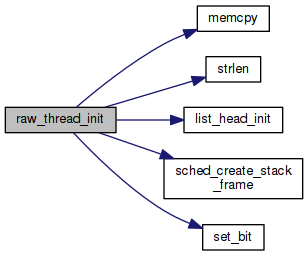 memcpy
strlen
raw_thread_init
list_head_init
sched_create_stack
_frame
set_bit